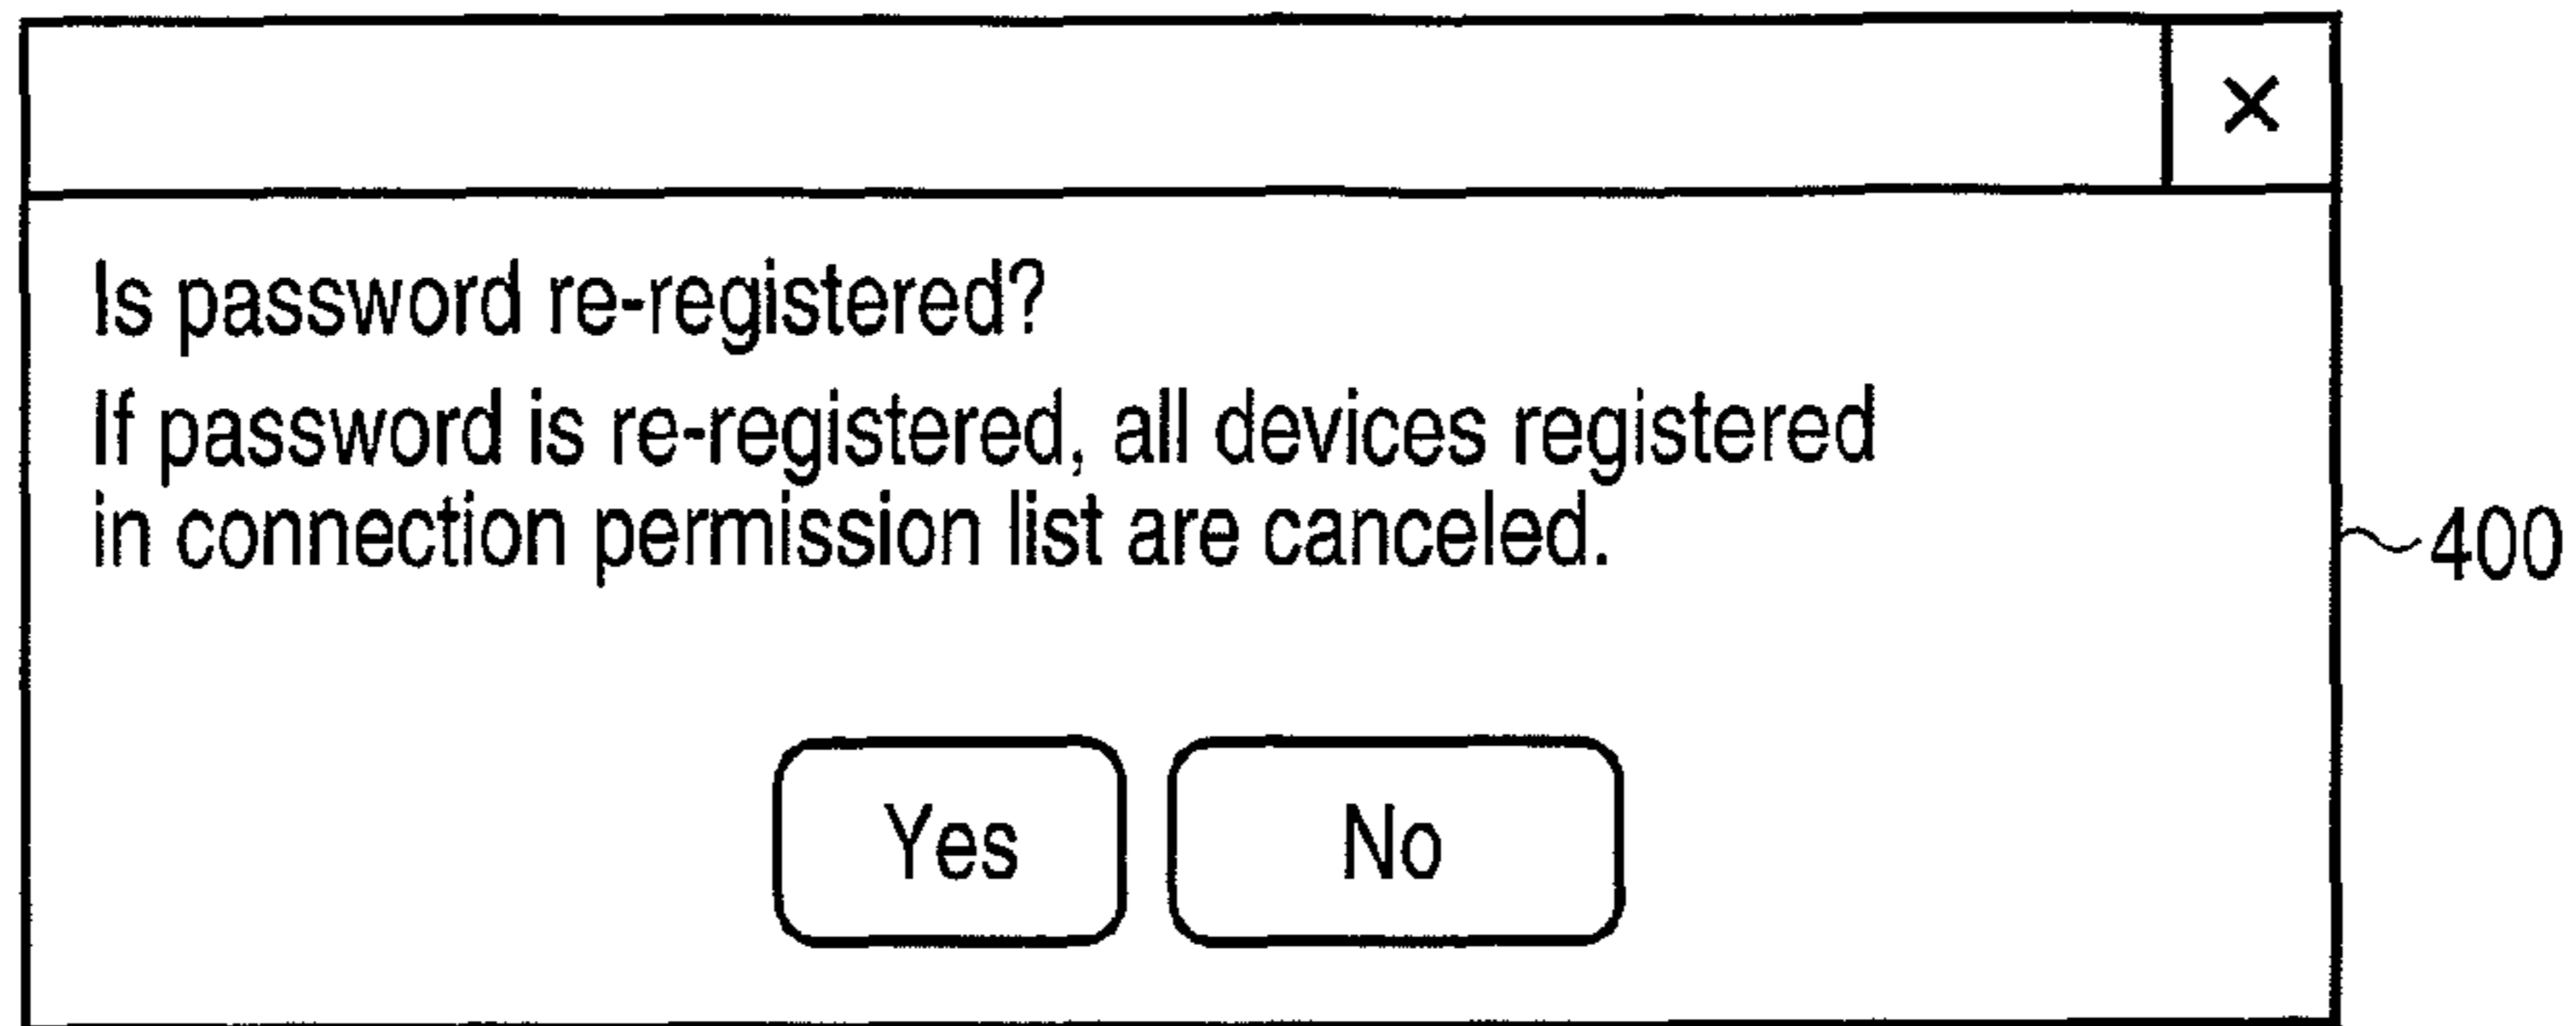 ×
Is password re-registered?
If password is re-registered, all devices registered
in connection permission list are canceled.
400
Yes No